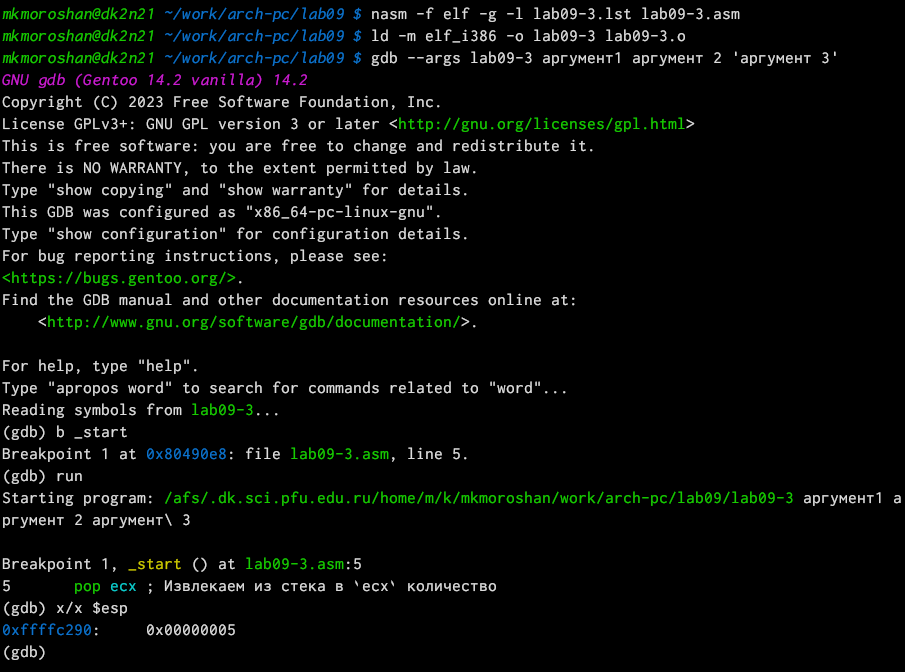 mkmoroshan@dk2n21 ~/work/arch-pc/lab09 $ nasm -f elf -g -l lab09-3.lst lab09-3.asm
mkmoroshan@dk2n21 ~/work/arch-pc/lab09 $ ld -m elf_i386 -o lab09-3 lab09-3.o
mkmoroshan@dk2n21 ~/work/arch-pc/lab09 $ gdb --args lab09-3 аргумент1 аргумент 2 'аргумент 3'
GNU gdb (Gentoo 14.2 vanilla) 14.2
Copyright (C) 2023 Free Software Foundation, Inc.
License GPLv3+: GNU GPL version 3 or later <http://gnu.org/licenses/gpl.html>
This is free software: you are free to change and redistribute it.
There is NO WARRANTY, to the extent permitted by law.
Type "show copying" and "show warranty" for details.
This GDB was configured as "x86_64-pc-linux-gnu".
Type "show configuration" for configuration details.
For bug reporting instructions, please see:
<https://bugs.gentoo.org/>.
Find the GDB manual and other documentation resources online at:
    <http://www.gnu.org/software/gdb/documentation/>.

For help, type "help".
Type "apropos word" to search for commands related to "word"...
Reading symbols from lab09-3...
(gdb) b _start
Breakpoint 1 at 0x80490e8: file lab09-3.asm, line 5.
(gdb) run
Starting program: /afs/.dk.sci.pfu.edu.ru/home/m/k/mkmoroshan/work/arch-pc/lab09/lab09-3 аргумент1 а
ргумент 2 аргумент\ 3

Breakpoint 1, _start () at lab09-3.asm:5
5       pop ecx ; Извлекаем из стека в `ecx` количество
(gdb) x/x $esp
0xffffc290:     0x00000005
(gdb)